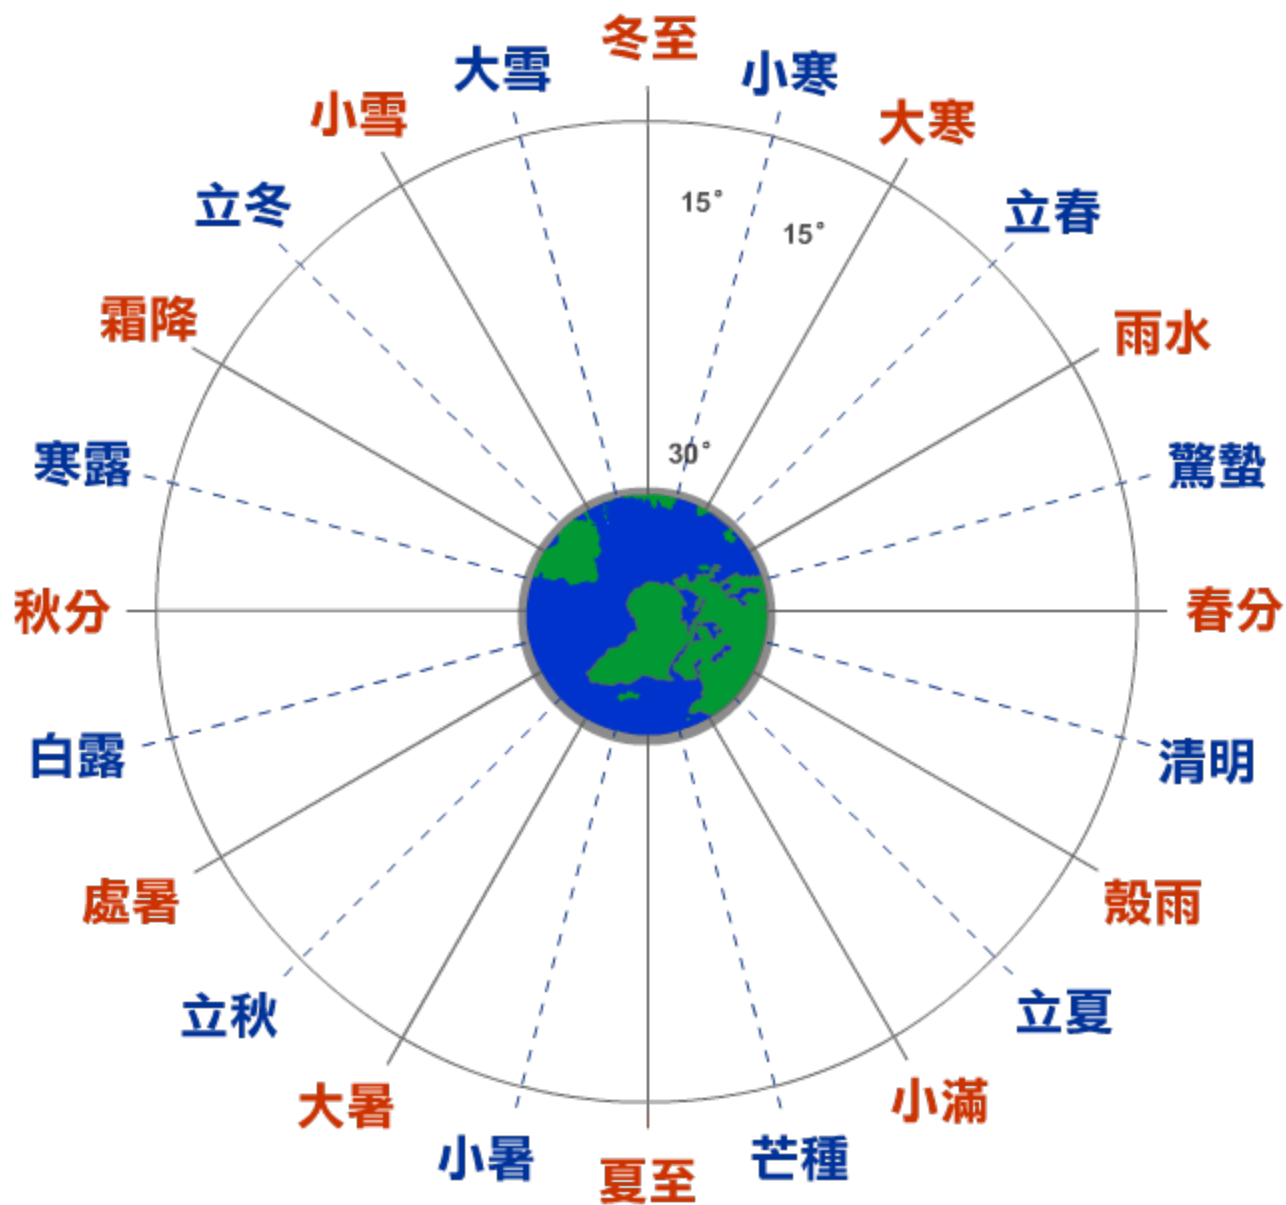 冬至
小寒
大寒
立春
雨水
驚蟄
春分
清明
穀雨
立夏
小滿
芒種
夏至
小暑
大暑
立秋
處暑
白露
秋分
寒露
霜降
立冬
小雪
大雪
15°
15°
30°